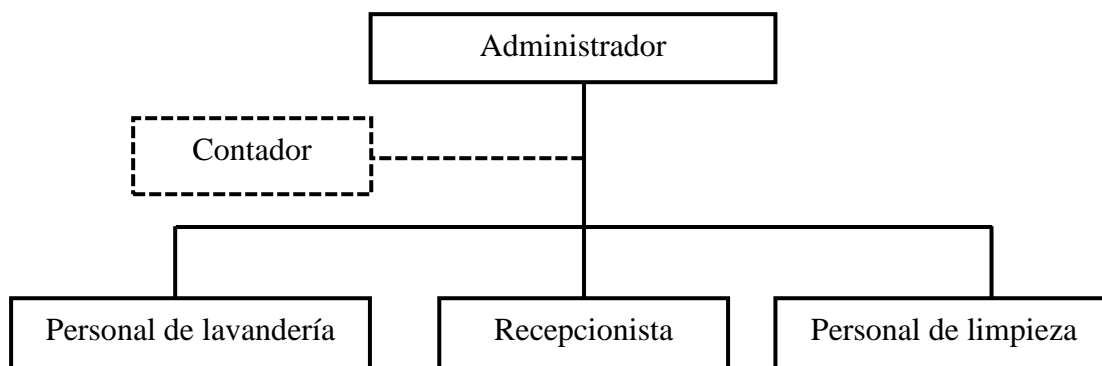 Administrador
Contador
Personal de lavandería
Recepcionista
Personal de limpieza